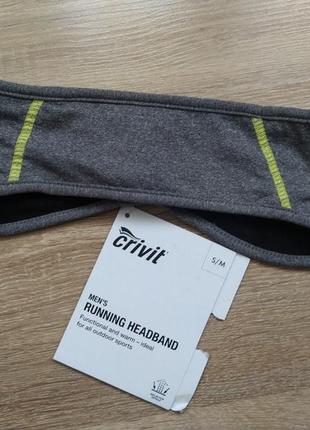 crivit
S/M
MEN'S
RUNNING HEADBAND
Functional and warm – ideal
for all outdoor sports